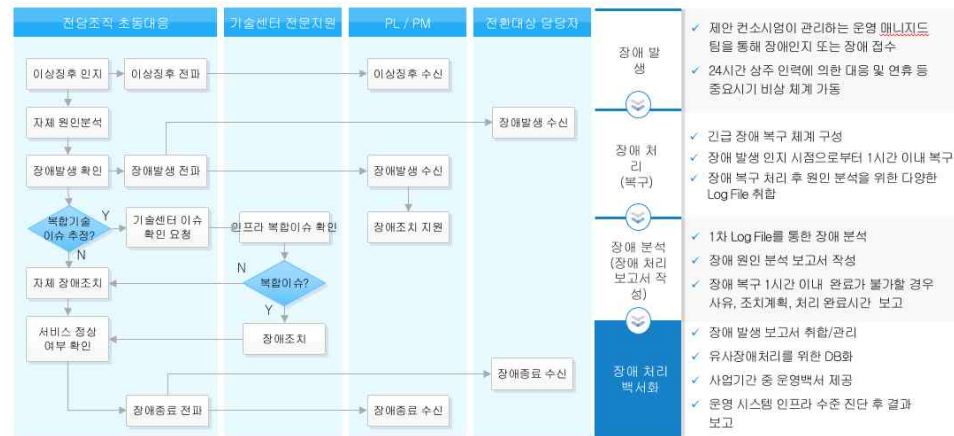 전담조직 초동대응
기술센터 전문지원
PL / PM
전환대상 담당자
이상징후 인지
이상징후 전파
이상징후 수신
자체 원인분석
장애발생 수신
장애발생 확인
장애발생 전파
장애발생 수신
복합기술
이슈 추정?
Y
N
기술센터 이슈
확인 요청
인프라 복합이슈 확인
장애조치 지원
자체 장애조치
N
복합이슈?
Y
서비스 정상
여부 확인
장애조치
장애종료 수신
장애종료 전파
장애종료 수신
장애 발
생
✓ 제안 컨소시엄이 관리하는 운영 매니지드
팀을 통해 장애인지 또는 장애 접수
✓ 24시간 상주 인력에 의한 대응 및 연휴 등
중요시기 비상 체계 가동
장애 처
리
(복구)
✓ 긴급 장애 복구 체계 구성
✓ 장애 발생 인지 시점으로부터 1시간 이내 복구
✓ 장애 복구 처리 후 원인 분석을 위한 다양한
Log File 취합
장애 분석
(장애 처리
보고서 작
성)
✓ 1차 Log File를 통한 장애 분석
✓ 장애 원인 분석 보고서 작성
✓ 장애 복구 1시간 이내 완료가 불가할 경우
사유, 조치계획, 처리 완료시간 보고
장애 처리
백서화
✓ 장애 발생 보고서 취합/관리
✓ 유사장애처리를 위한 DB화
✓ 사업기간 중 운영백서 제공
✓ 운영 시스템 인프라 수준 진단 후 결과
보고